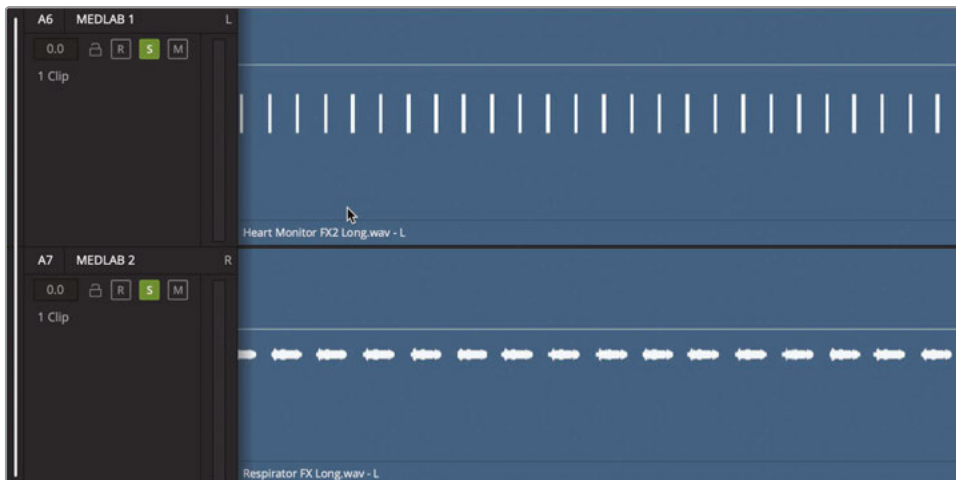 A6 MEDLAB 1 L
0.0 R S M
1 Clip
Heart Monitor FX2 Long.wav - L
A7 MEDLAB 2 R
0.0 R S M
1 Clip
Respirator FX Long.wav - L